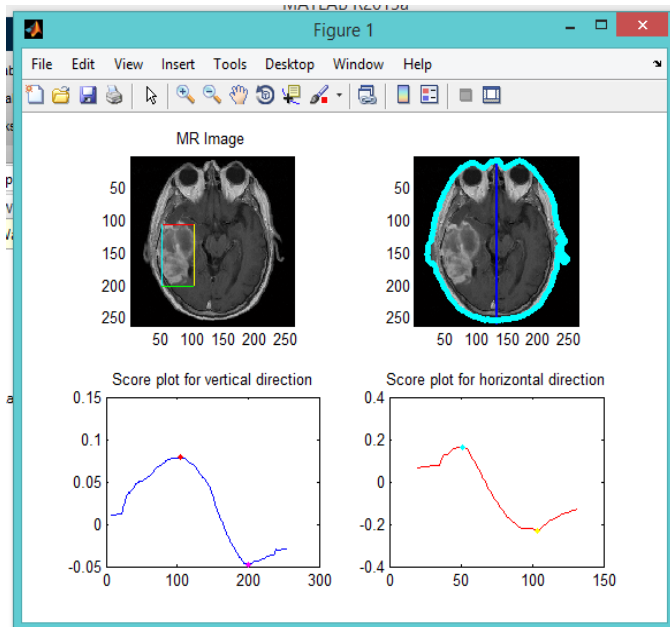 MATLAB R2015a
Figure 1
File Edit View Insert Tools Desktop Window Help
MR Image
50
100
150
200
250
50 100 150 200 250
50
100
150
200
250
50 100 150 200 250
Score plot for vertical direction
0.15
0.1
0.05
0
-0.05
0 100 200 300
Score plot for horizontal direction
0.4
0.2
0
-0.2
-0.4
0 50 100 150